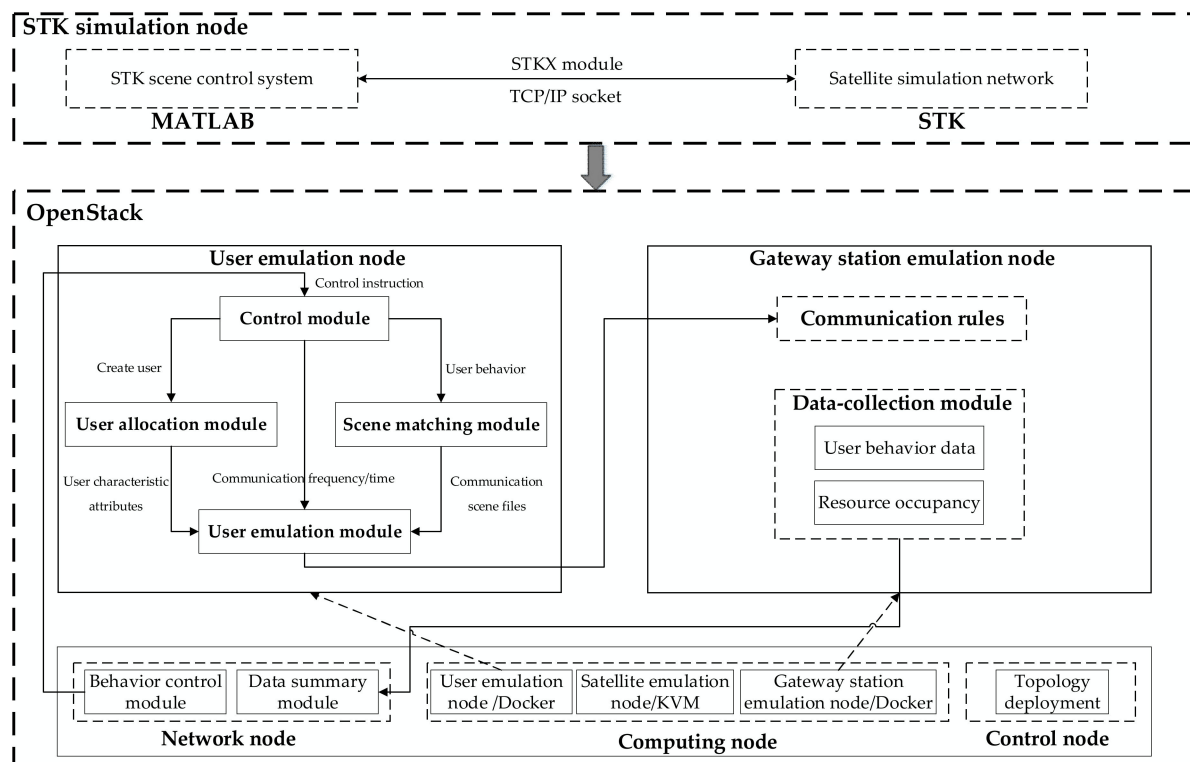 STK simulation node
STK scene control system
STKX module
TCP/IP socket
Satellite simulation network
MATLAB
STK
OpenStack
User emulation node
Control instruction
Control module
Create user
User behavior
User allocation module
Scene matching module
User characteristic
attributes
Communication frequency/time
Communication
scene files
User emulation module
Gateway station emulation node
Communication rules
Data-collection module
User behavior data
Resource occupancy
Behavior control
module
Data summary
module
Network node
User emulation
node /Docker
Satellite emulation
node/KVM
Gateway station
emulation node/Docker
Computing node
Topology
deployment
Control node